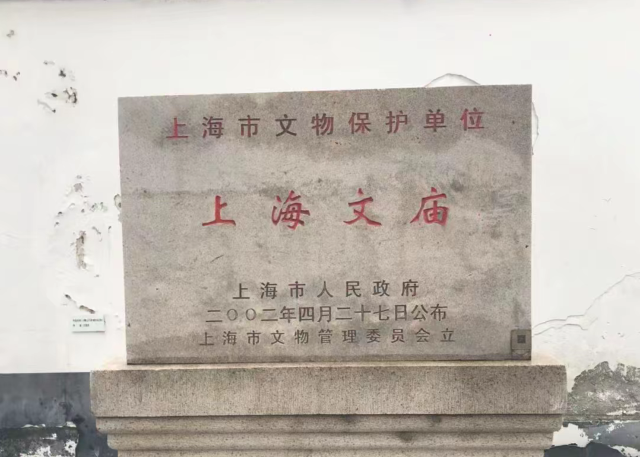 上海市文物保护单位
上海文庙
上海市人民政府
二〇〇二年四月二十七日公布
上海市文物管理委员会立